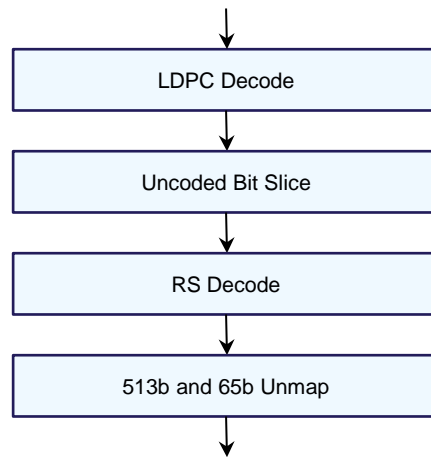 LDPC Decode
Uncoded Bit Slice
RS Decode
513b and 65b Unmap